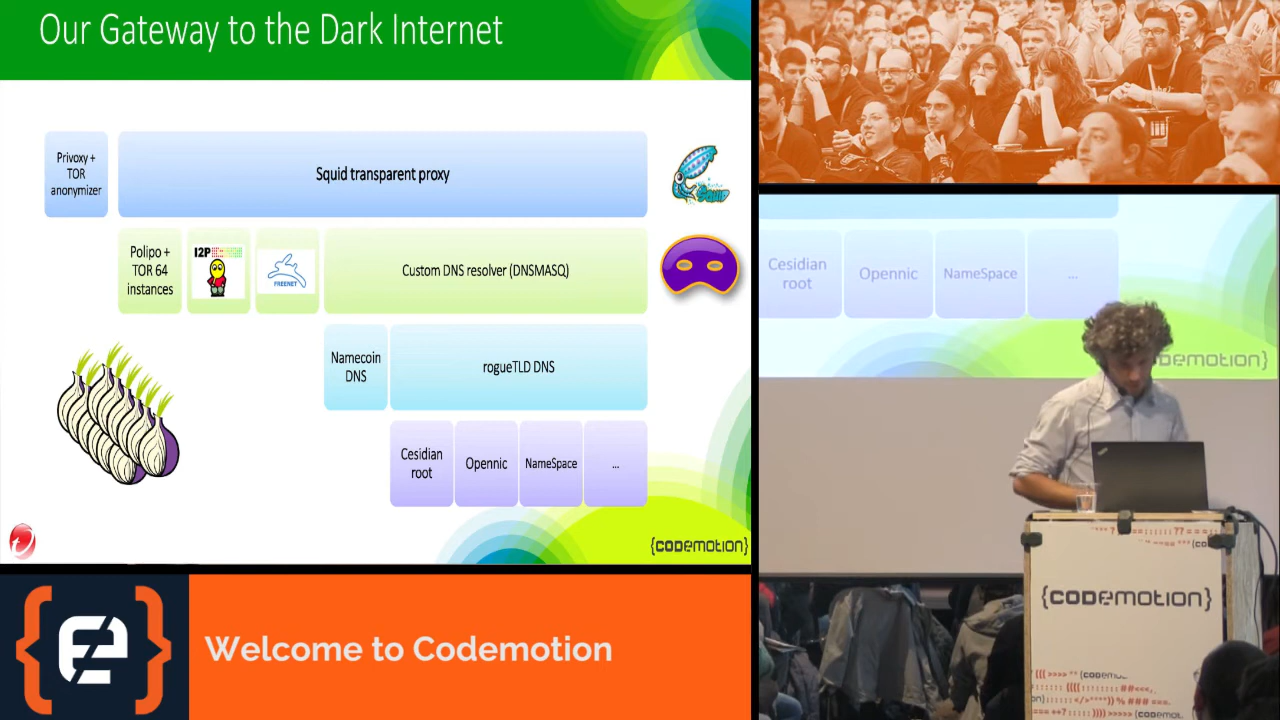 Our Gateway to the Dark Internet
Privoxy +
TOR
anonymizer
Squid transparent proxy
Squid
Polipo +
TOR 64
instances
I2P
FREENET
Custom DNS resolver (DNSMASQ)
Namecoin
DNS
rogueTLD DNS
Cesidian
root
Opennic
NameSpace
...
{codemotion}
Welcome to Codemotion
Cesidian
root
Opennic
NameSpace
...
demotion}
{codemotion}